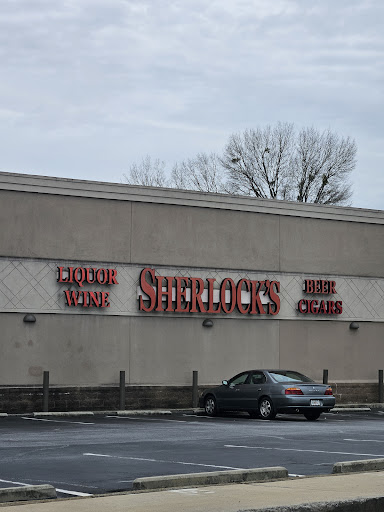 LIQUOR
WINE
SHERLOCK'S
BEER
CIGARS